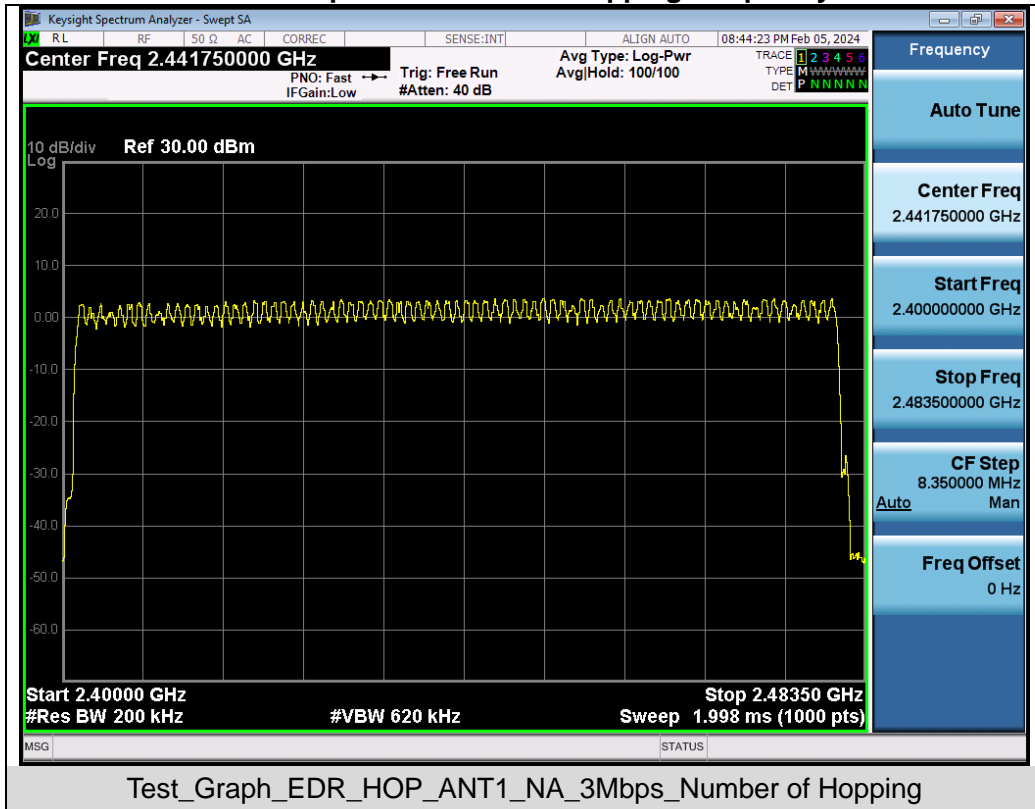 Keysight Spectrum Analyzer - Swept SA
LXI RL RF 50 Ω AC CORREC SENSE:INT ALIGN AUTO 08:44:23 PM Feb 05, 2024
Center Freq 2.441750000 GHz
PNO: Fast
IFGain:Low
Trig: Free Run
#Atten: 40 dB
Avg Type: Log-Pwr
Avg|Hold: 100/100
TRACE 1 2 3 4 5 6
TYPE M WWWWW
DET P N N N N N
10 dB/div Ref 30.00 dBm
Log
20.0
10.0
0.00
-10.0
-20.0
-30.0
-40.0
-50.0
-60.0
Start 2.40000 GHz Stop 2.48350 GHz
#Res BW 200 kHz #VBW 620 kHz Sweep 1.998 ms (1000 pts)
MSG STATUS
Frequency
Auto Tune
Center Freq
2.441750000 GHz
Start Freq
2.400000000 GHz
Stop Freq
2.483500000 GHz
CF Step
8.350000 MHz
Auto Man
Freq Offset
0 Hz
Test_Graph_EDR_HOP_ANT1_NA_3Mbps_Number of Hopping